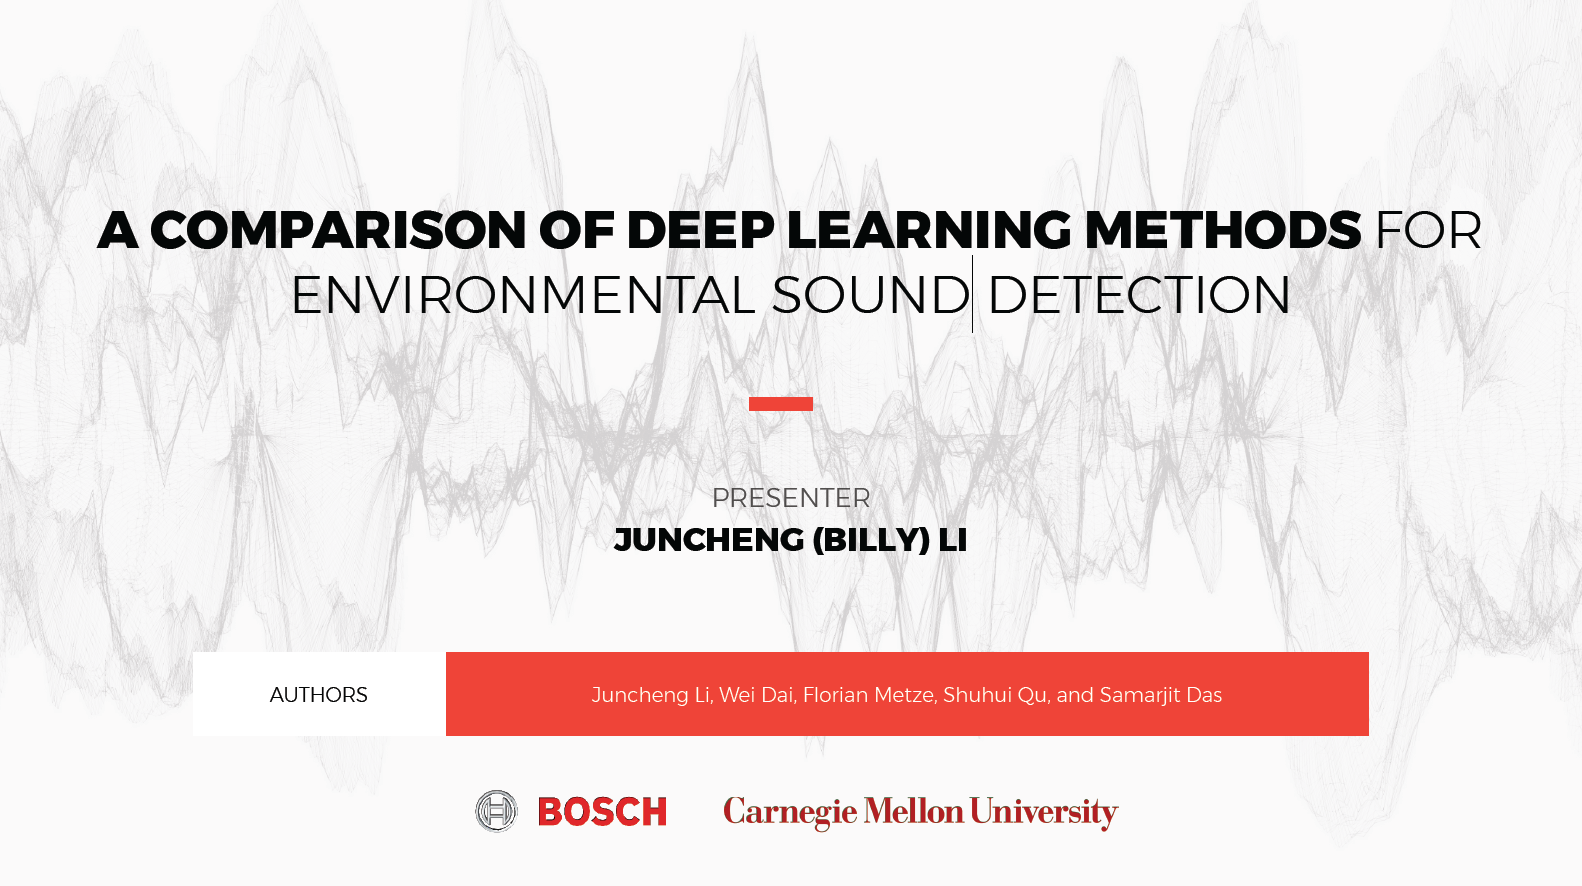 A COMPARISON OF DEEP LEARNING METHODS FOR
ENVIRONMENTAL SOUND DETECTION
PRESENTER
JUNCHENG (BILLY) LI
AUTHORS
Juncheng Li, Wei Dai, Florian Metze, Shuhui Qu, and Samarjit Das
BOSCH
Carnegie Mellon University